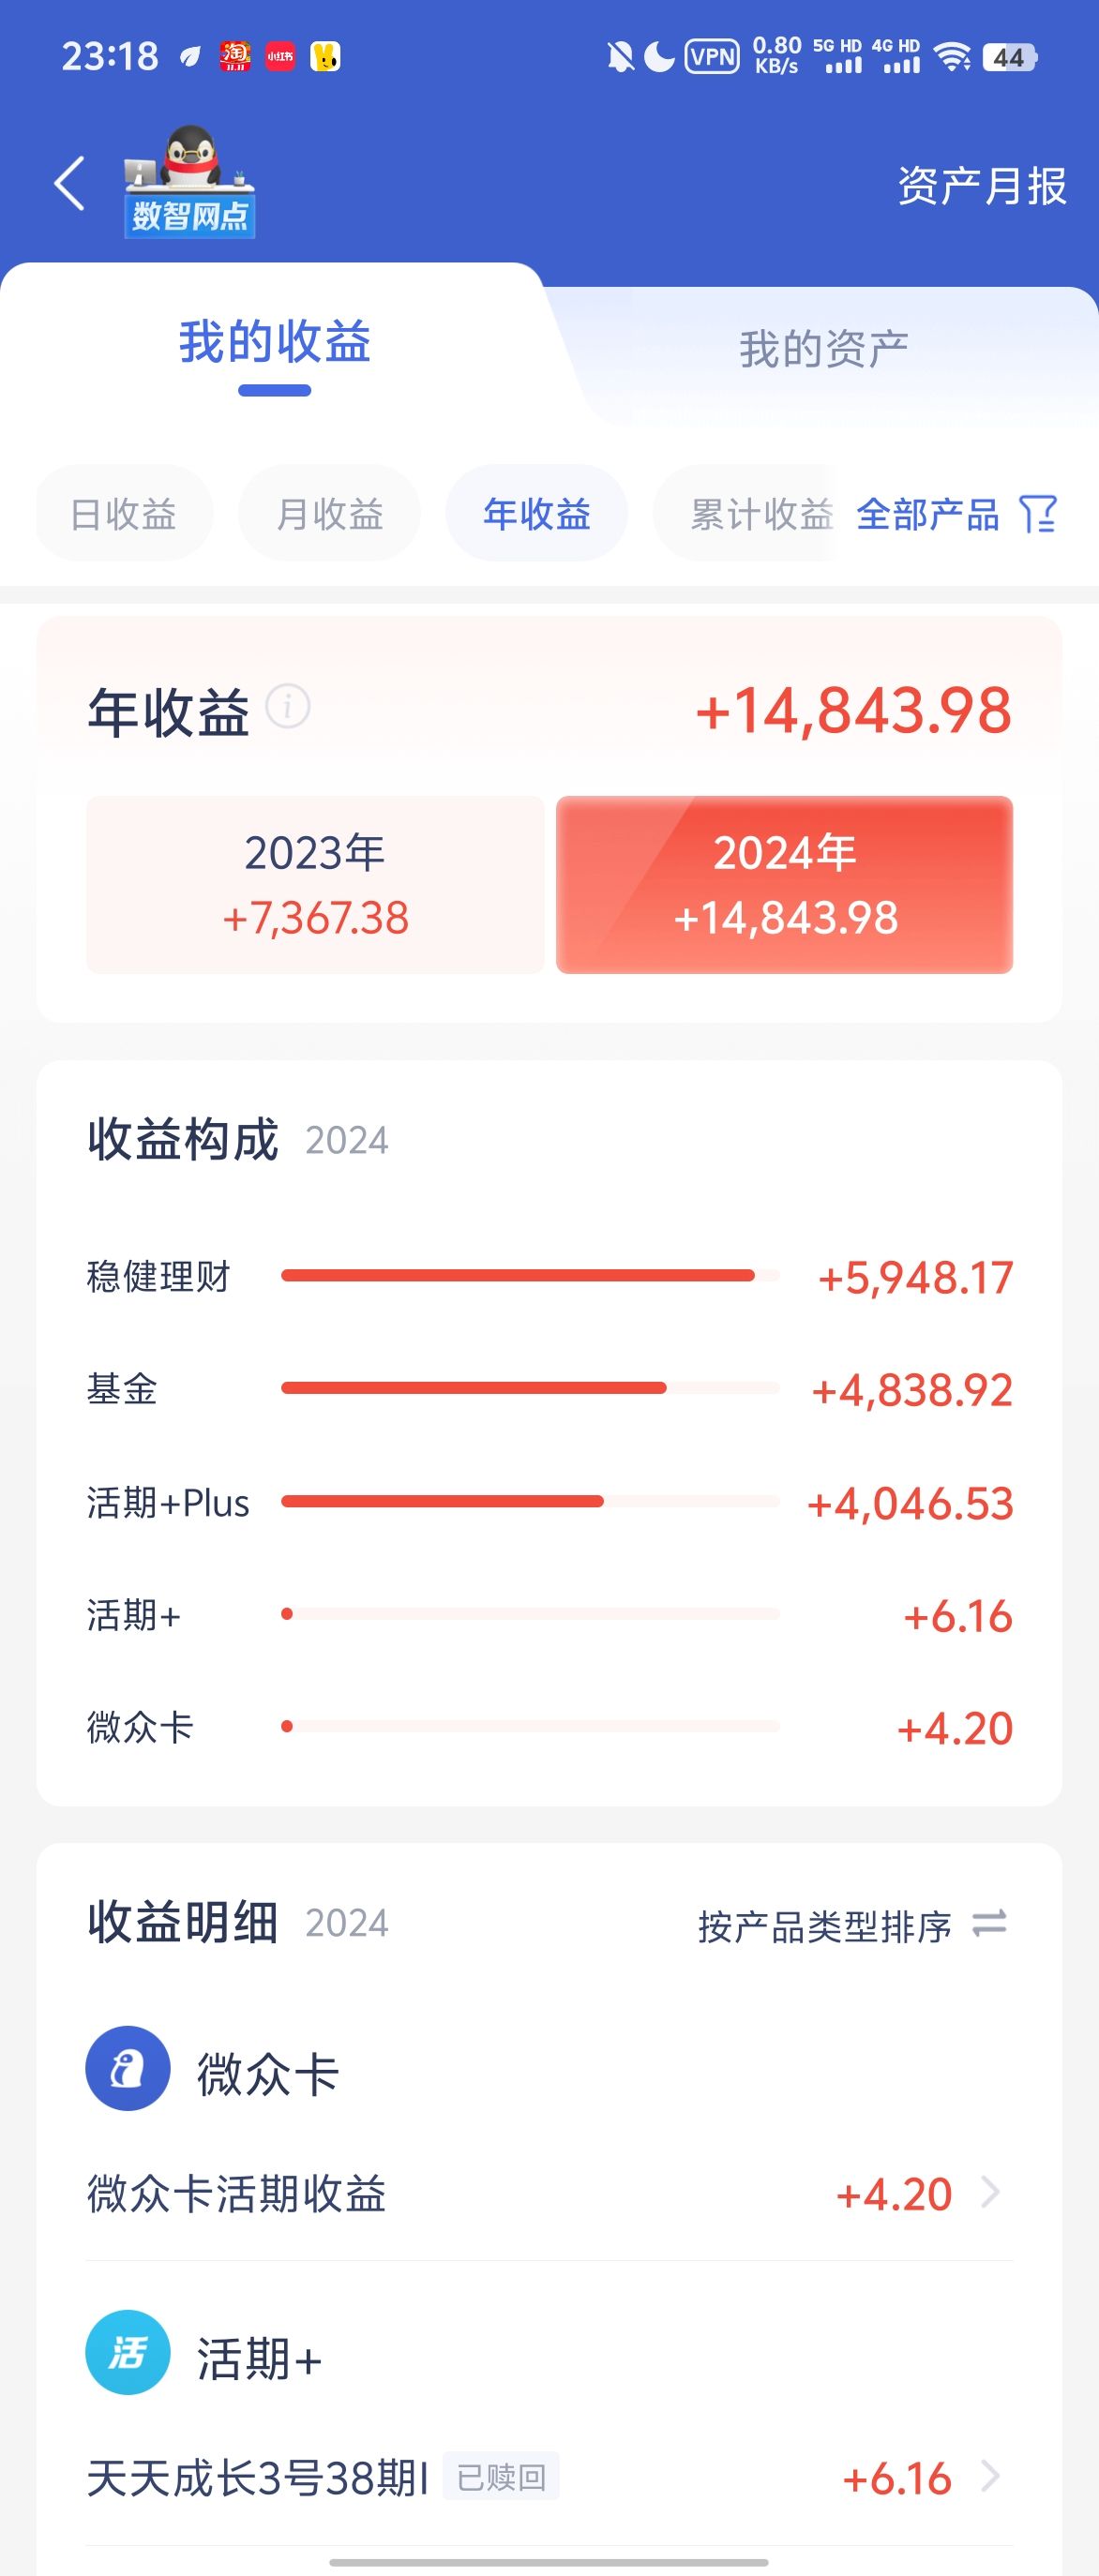 23:18 淘 11.11 小红书 VPN 0.80 KB/s 5G HD 4G HD 44
数智网点
资产月报
我的收益 我的资产
日收益 月收益 年收益 累计收益 全部产品
年收益 i +14,843.98
2023年 2024年
+7,367.38 +14,843.98
收益构成 2024
稳健理财 +5,948.17
基金 +4,838.92
活期+Plus +4,046.53
活期+ +6.16
微众卡 +4.20
收益明细 2024 按产品类型排序
微众卡
微众卡活期收益 +4.20
活 活期+
天天成长3号38期I 已赎回 +6.16